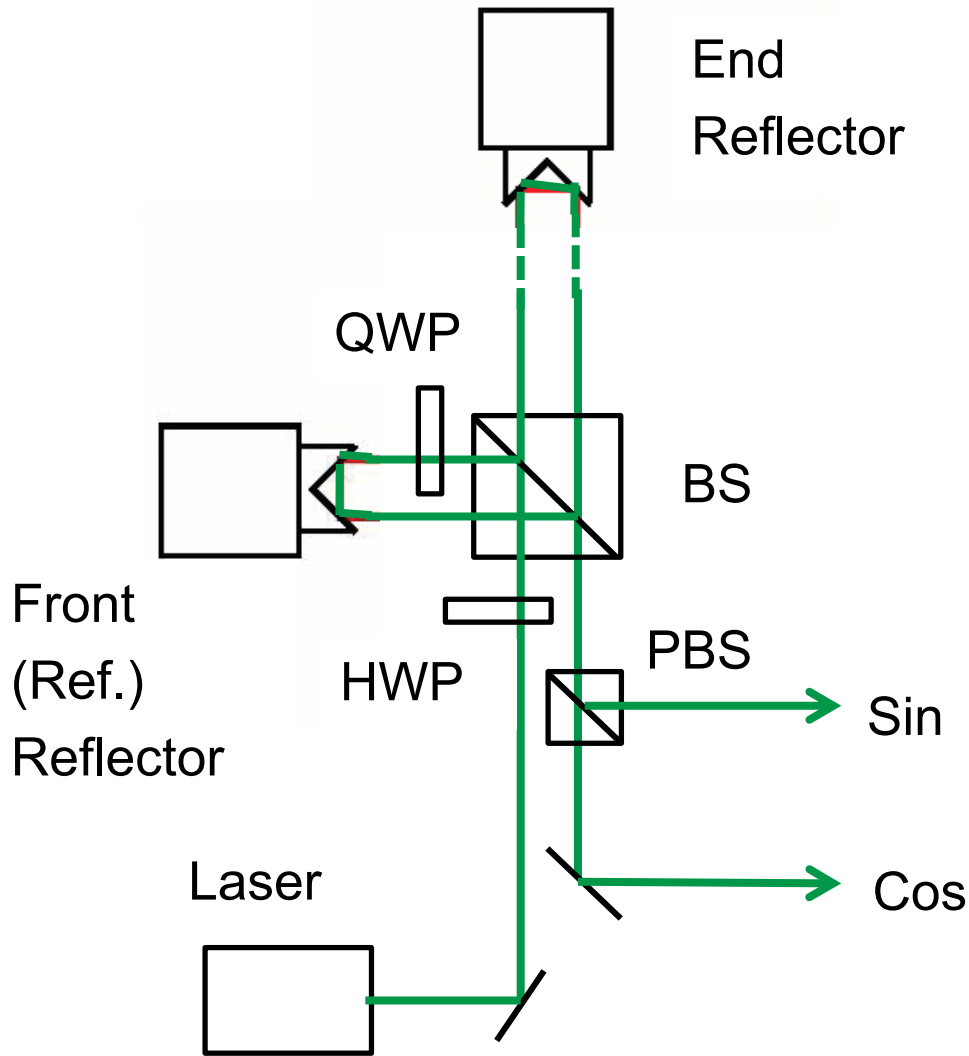 End
Reflector
QWP
BS
Front
(Ref.)
Reflector
HWP
PBS
Sin
Laser
Cos